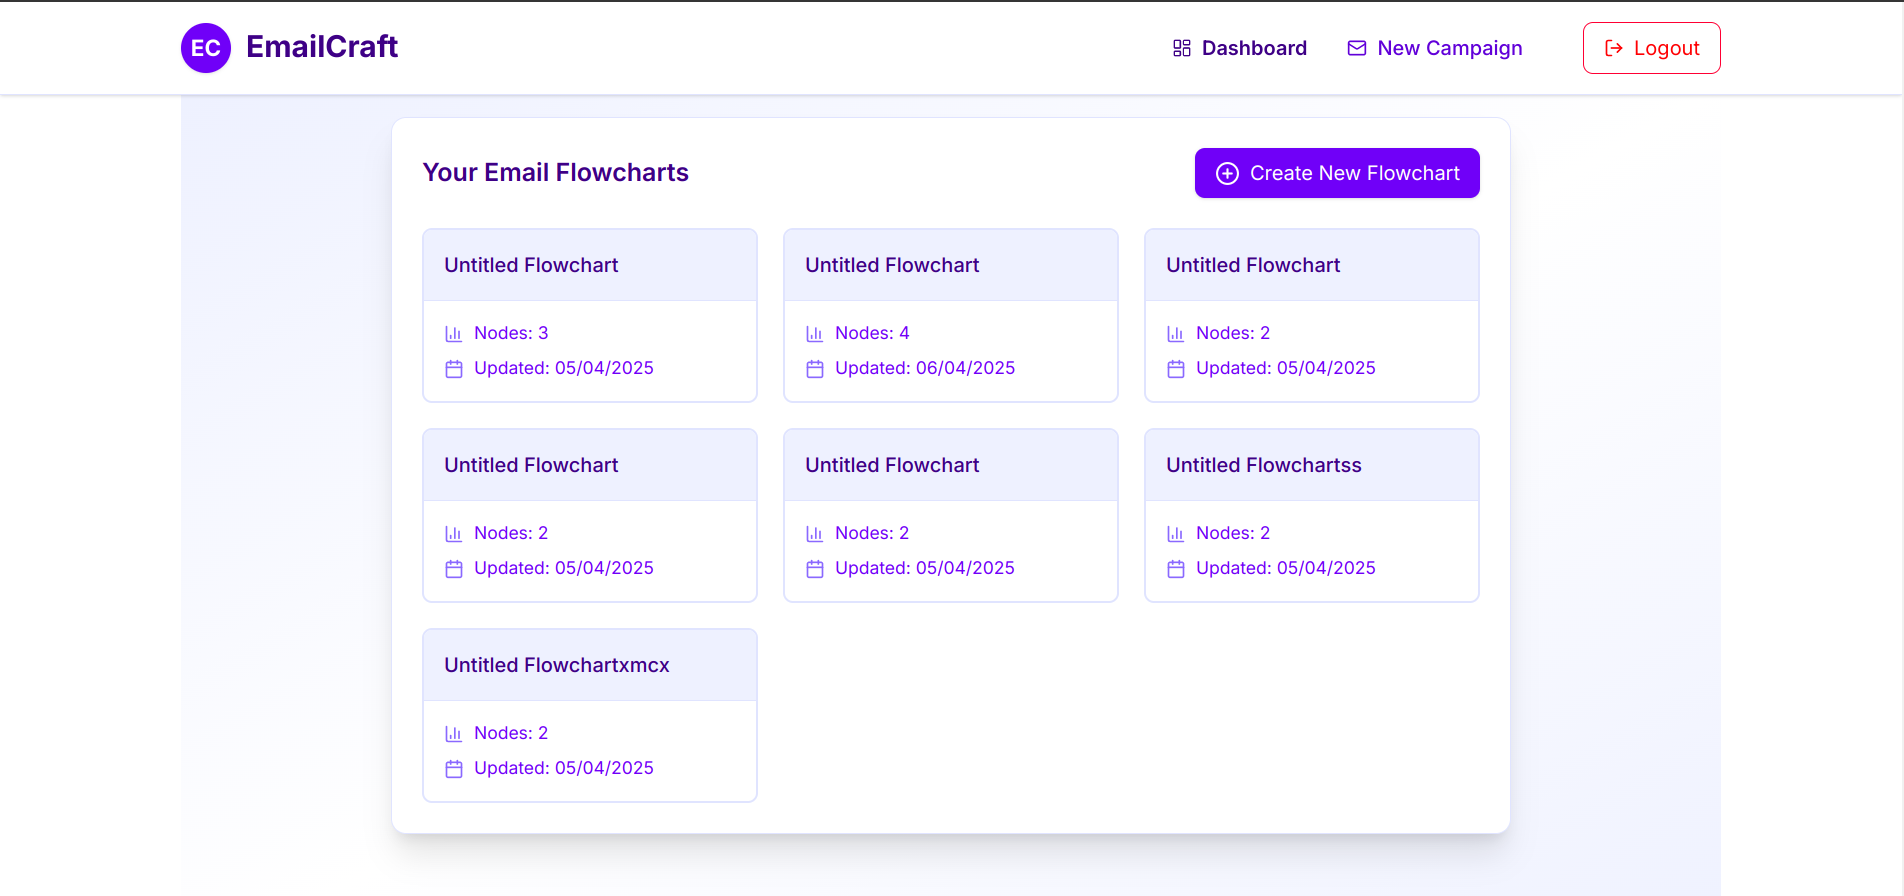 EC EmailCraft
Dashboard
New Campaign
Logout
Your Email Flowcharts
Create New Flowchart
Untitled Flowchart
Nodes: 3
Updated: 05/04/2025
Untitled Flowchart
Nodes: 4
Updated: 06/04/2025
Untitled Flowchart
Nodes: 2
Updated: 05/04/2025
Untitled Flowchart
Nodes: 2
Updated: 05/04/2025
Untitled Flowchart
Nodes: 2
Updated: 05/04/2025
Untitled Flowchartss
Nodes: 2
Updated: 05/04/2025
Untitled Flowchartxmcx
Nodes: 2
Updated: 05/04/2025